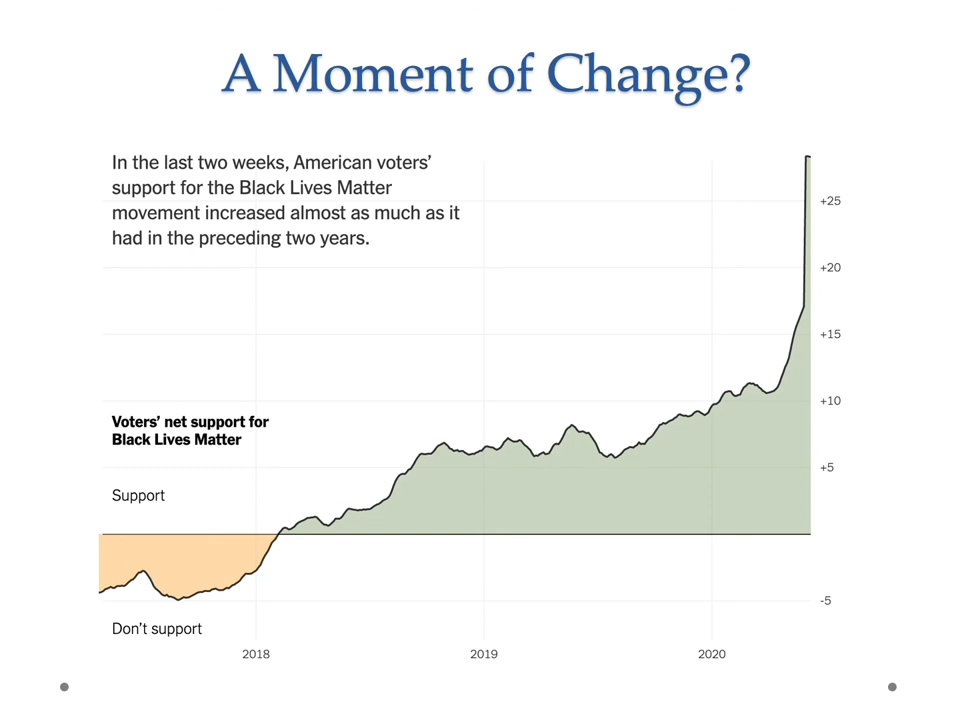 A Moment of Change?
In the last two weeks, American voters’
support for the Black Lives Matter
movement increased almost as much as it
had in the preceding two years.
+25
+20
+15
+10
Voters’ net support for
Black Lives Matter
+5
Support
-5
Don’t support
2018 2019 2020